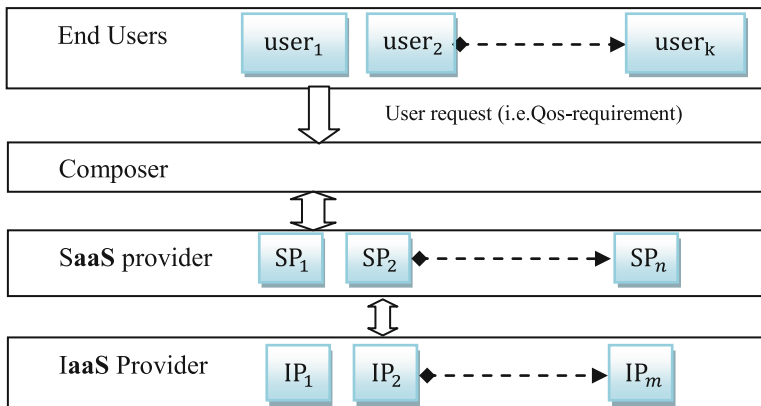 End Users user₁ user₂ user_k
User request (i.e.Qos-requirement)
Composer
SaaS provider SP₁ SP₂ SPₙ
IaaS Provider IP₁ IP₂ IPₘ